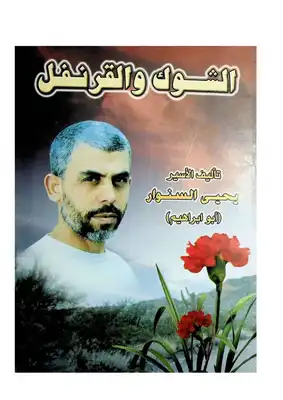 الشوك والقرنفل
تأليف الأسير
يحيى السنوار
(أبو ابراهيم)